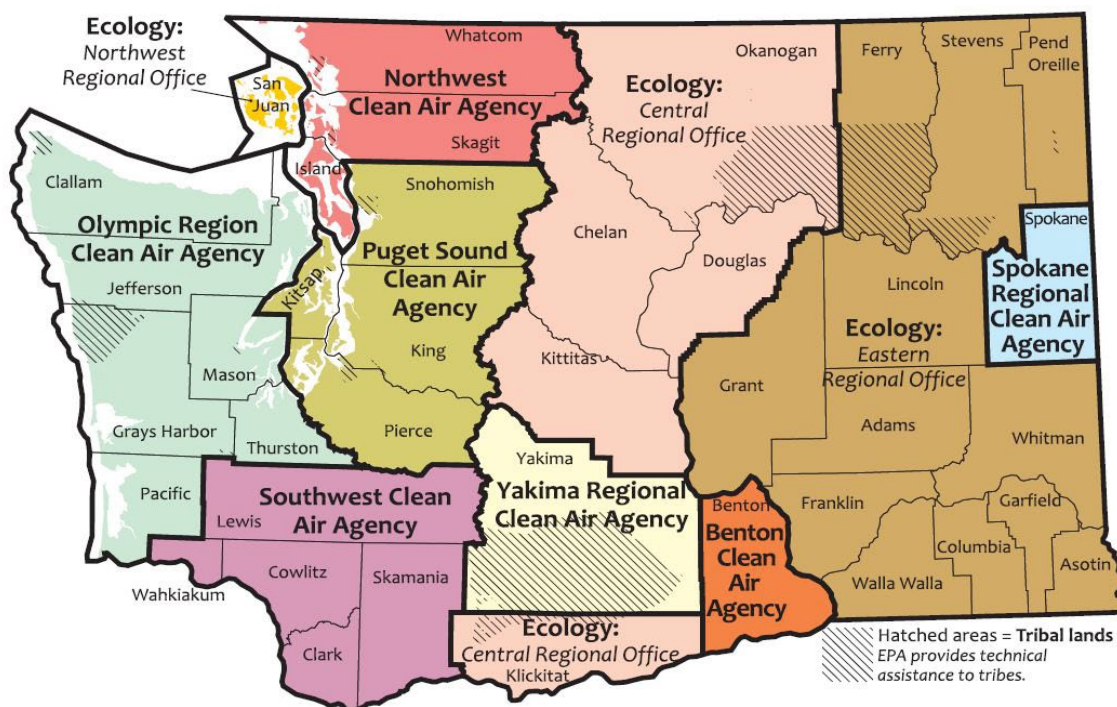 Ecology:
Northwest
Regional Office
San
Juan
Whatcom
Northwest
Clean Air Agency
Skagit
Island
Okanogan
Ecology:
Central
Regional Office
Ferry
Stevens
Pend
Oreille
Clallam
Olympic Region
Clean Air Agency
Jefferson
Mason
Grays Harbor
Thurston
Pacific
Snohomish
Puget Sound
Clean Air
Agency
Kitsap
King
Pierce
Chelan
Douglas
Kittitas
Spokane
Spokane
Regional
Clean Air
Agency
Lincoln
Ecology:
Eastern
Regional Office
Grant
Adams
Whitman
Yakima
Yakima Regional
Clean Air Agency
Southwest Clean
Air Agency
Lewis
Cowlitz
Skamania
Wahkiakum
Clark
Benton
Benton
Clean
Air
Agency
Franklin
Garfield
Columbia
Asotin
Walla Walla
Ecology:
Central Regional Office
Klickitat
Hatched areas = Tribal lands
EPA provides technical
assistance to tribes.